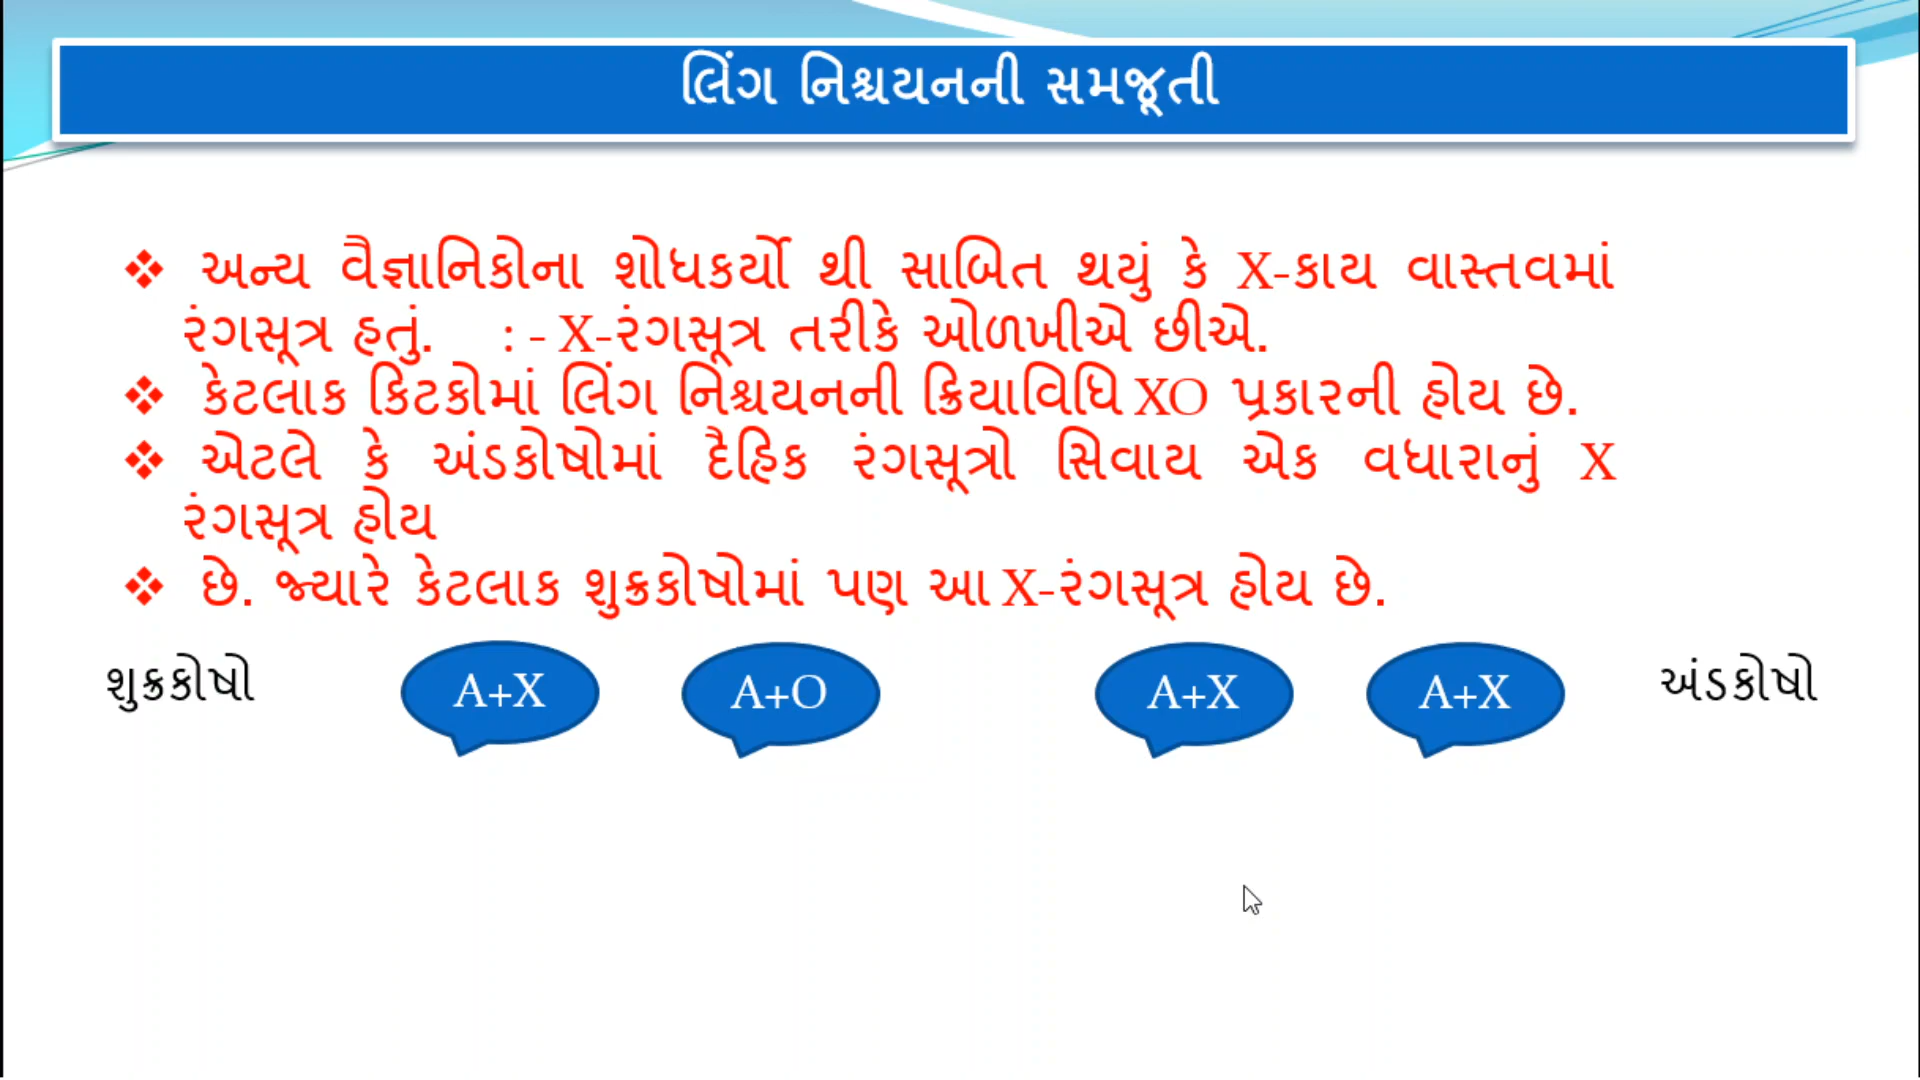 લિંગ નિશ્ચયનની સમજૂતી
❖ અન્ય વૈજ્ઞાનિકોના શોધકર્યો થી સાબિત થયું કે X-કાય વાસ્તવમાં
રંગસૂત્ર હતું. : - X-રંગસૂત્ર તરીકે ઓળખીએ છીએ.
❖ કેટલાક કિટકોમાં લિંગ નિશ્ચયનની ક્રિયાવિધિ XO પ્રકારની હોય છે.
❖ એટલે કે અંડકોષોમાં દૈહિક રંગસૂત્રો સિવાય એક વધારાનું X
રંગસૂત્ર હોય
❖ છે. જ્યારે કેટલાક શુક્રકોષોમાં પણ આ X-રંગસૂત્ર હોય છે.
શુક્રકોષો A+X A+O A+X A+X અંડકોષો